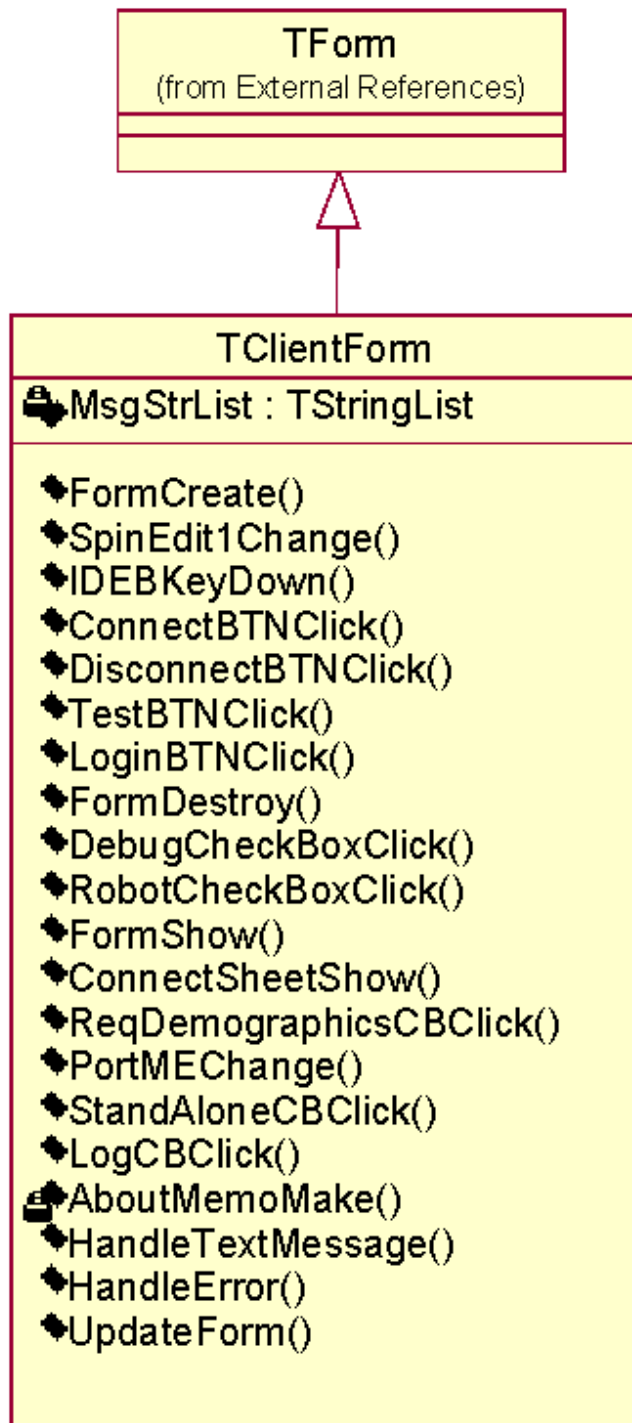 TForm
(from External References)
TClientForm
MsgStrList : TStringList
FormCreate()
SpinEdit1Change()
IDEBKeyDown()
ConnectBTNClick()
DisconnectBTNClick()
TestBTNClick()
LoginBTNClick()
FormDestroy()
DebugCheckBoxClick()
RobotCheckBoxClick()
FormShow()
ConnectSheetShow()
ReqDemographicsCBClick()
PortMEChange()
StandAloneCBClick()
LogCBClick()
AboutMemoMake()
HandleTextMessage()
HandleError()
UpdateForm()